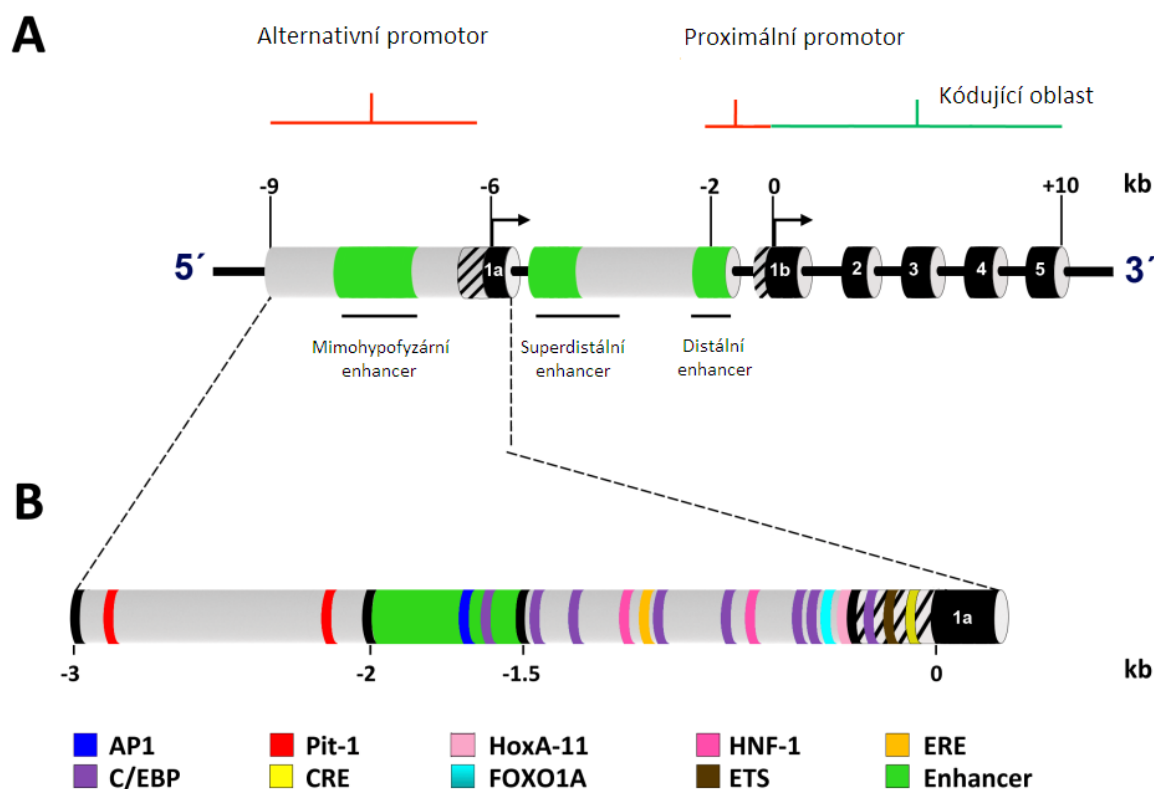 A
Alternativní promotor
Proximální promotor
Kódující oblast
-9
-6
-2
0
+10
kb
5´
1a
1b
2
3
4
5
3´
Mimohypofyzární
enhancer
Superdistální
enhancer
Distální
enhancer
B
1a
-3
-2
-1.5
0
kb
AP1
Pit-1
HoxA-11
HNF-1
ERE
C/EBP
CRE
FOXO1A
ETS
Enhancer